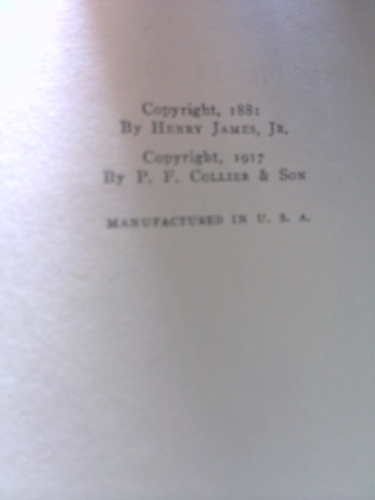 Copyright, 1881
By Henry James, Jr.
Copyright, 1917
By P. F. Collier & Son
Manufactured in U. S. A.